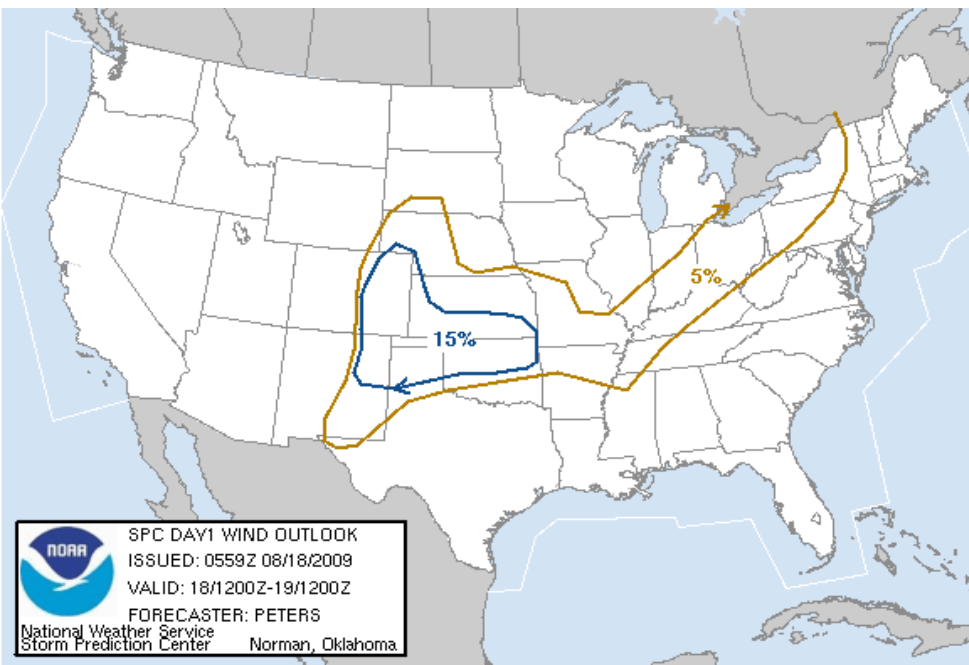 5%
15%
SPC DAY1 WIND OUTLOOK
ISSUED: 0559Z 08/18/2009
VALID: 18/1200Z-19/1200Z
FORECASTER: PETERS
NOAA
National Weather Service
Storm Prediction Center Norman, Oklahoma